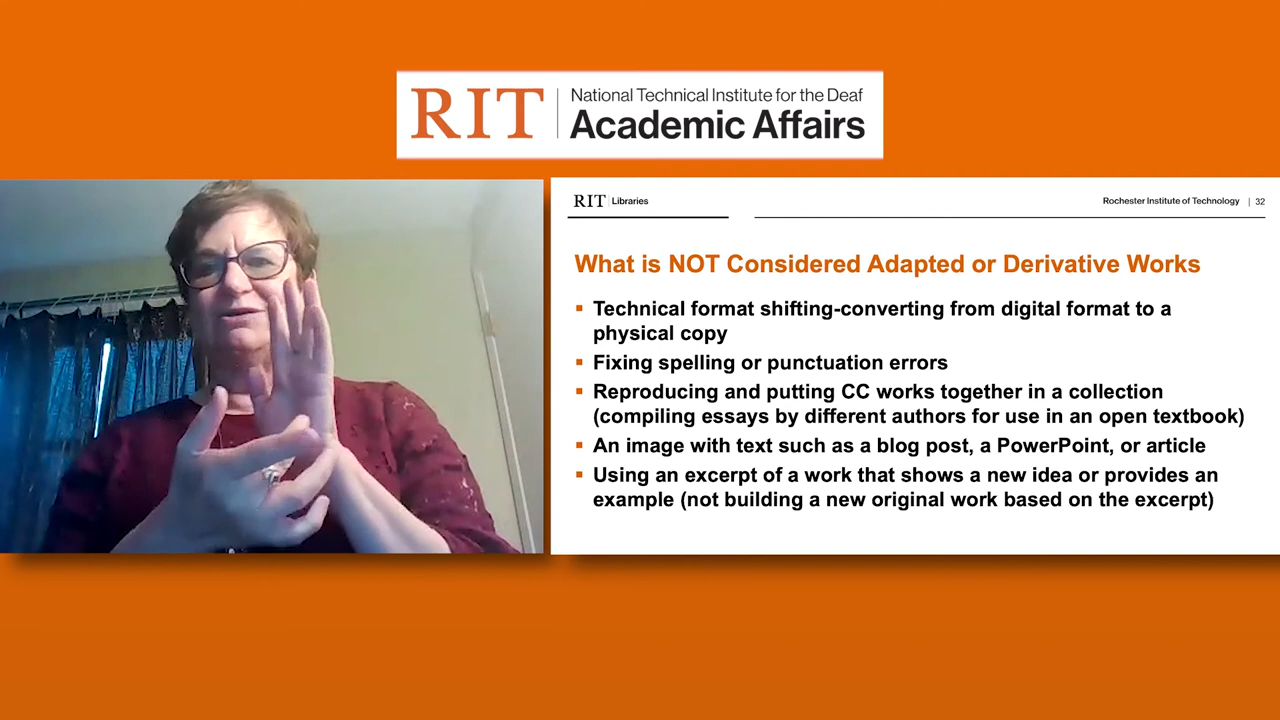 RIT
National Technical Institute for the Deaf
Academic Affairs
RIT Libraries
Rochester Institute of Technology | 32
What is NOT Considered Adapted or Derivative Works
▪ Technical format shifting-converting from digital format to a
physical copy
▪ Fixing spelling or punctuation errors
▪ Reproducing and putting CC works together in a collection
(compiling essays by different authors for use in an open textbook)
▪ An image with text such as a blog post, a PowerPoint, or article
▪ Using an excerpt of a work that shows a new idea or provides an
example (not building a new original work based on the excerpt)